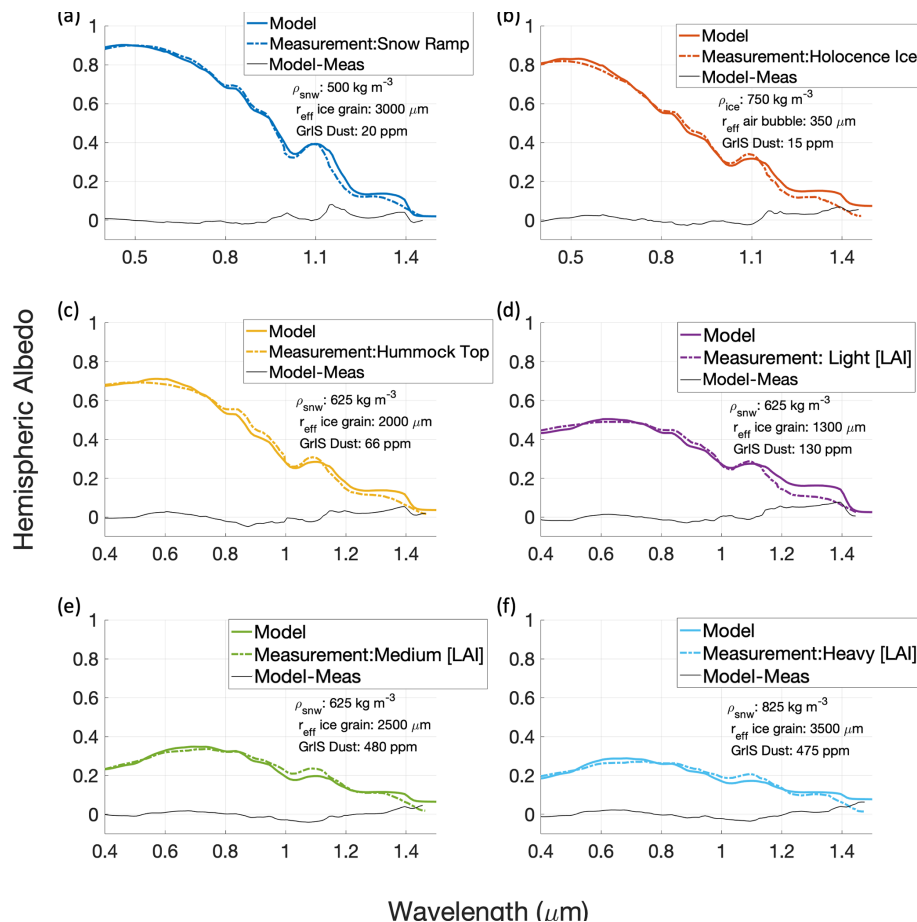 (a)
1
0.8
0.6
0.4
0.2
0
Model
Measurement:Snow Ramp
Model-Meas
ρsnw: 500 kg m⁻³
reff ice grain: 3000 μm
GrIS Dust: 20 ppm
0.5 0.8 1.1 1.4
(b)
1
0.8
0.6
0.4
0.2
0
Model
Measurement:Holocence Ice
Model-Meas
ρice: 750 kg m⁻³
reff air bubble: 350 μm
GrIS Dust: 15 ppm
0.5 0.8 1.1 1.4
Hemispheric Albedo
(c)
1
0.8
0.6
0.4
0.2
0
Model
Measurement:Hummock Top
Model-Meas
ρsnw: 625 kg m⁻³
reff ice grain: 2000 μm
GrIS Dust: 66 ppm
0.4 0.6 0.8 1 1.2 1.4
(d)
1
0.8
0.6
0.4
0.2
0
Model
Measurement: Light [LAI]
Model-Meas
ρsnw: 625 kg m⁻³
reff ice grain: 1300 μm
GrIS Dust: 130 ppm
0.4 0.6 0.8 1 1.2 1.4
(e)
1
0.8
0.6
0.4
0.2
0
Model
Measurement:Medium [LAI]
Model-Meas
ρsnw: 625 kg m⁻³
reff ice grain: 2500 μm
GrIS Dust: 480 ppm
0.4 0.6 0.8 1 1.2 1.4
(f)
1
0.8
0.6
0.4
0.2
0
Model
Measurement:Heavy [LAI]
Model-Meas
ρsnw: 825 kg m⁻³
reff ice grain: 3500 μm
GrIS Dust: 475 ppm
0.4 0.6 0.8 1 1.2 1.4
Wavelength (μm)